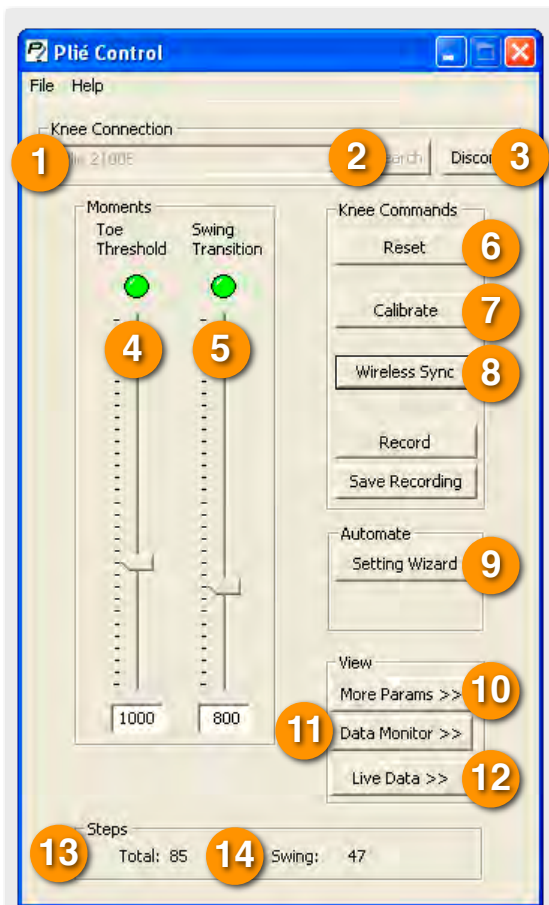 Plié Control
File Help
Knee Connection
1 2100E 2 3
Moments
Toe Threshold
Swing Transition
4 5
1000 800
Knee Commands
Reset 6
Calibrate 7
Wireless Sync 8
Record
Save Recording
Automate
Setting Wizard 9
View
More Params >> 10
11 Data Monitor >>
Live Data >> 12
Steps
13 Total: 85 14 Swing: 47